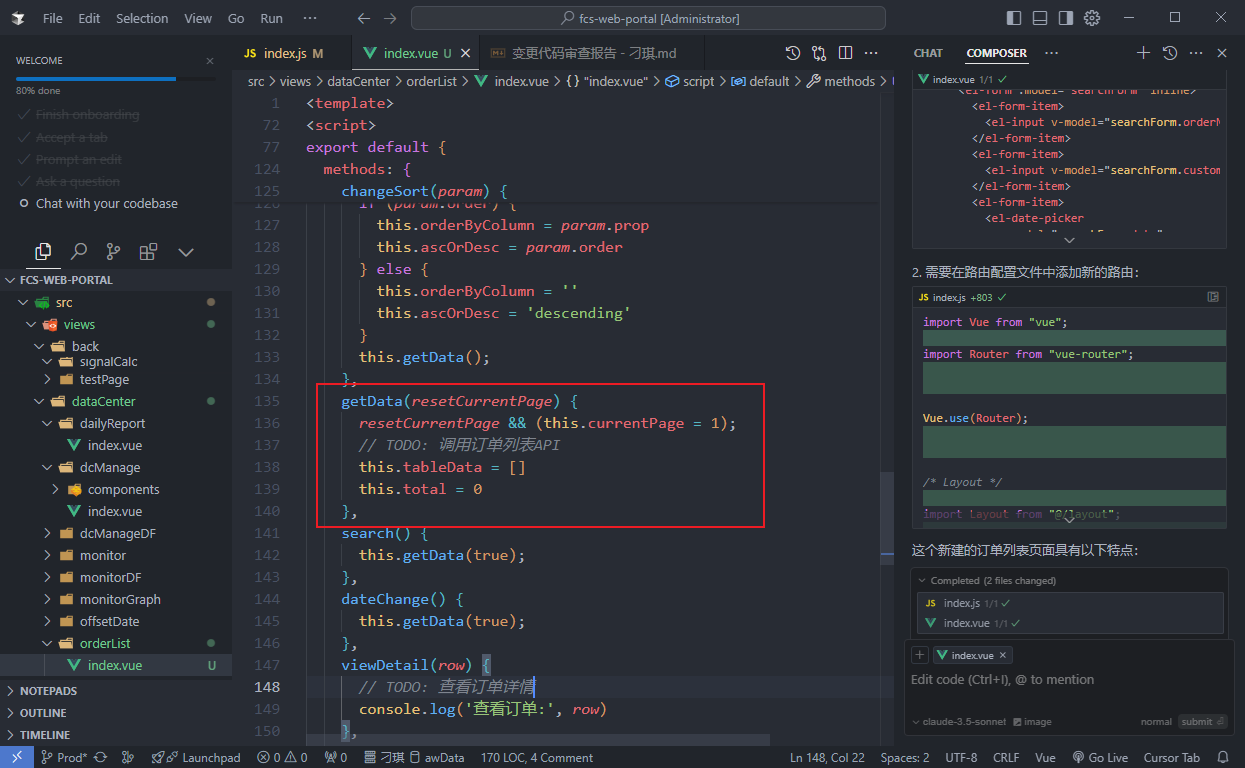 File Edit Selection View Go Run ··· fcs-web-portal [Administrator]
WELCOME
80% done
Finish onboarding
Accept a tab
Prompt an edit
Ask a question
Chat with your codebase
FCS-WEB-PORTAL
src
views
back
signalCalc
testPage
dataCenter
dailyReport
index.vue
dcManage
components
index.vue
dcManageDF
monitor
monitorDF
monitorGraph
offsetDate
orderList
index.vue U
NOTEPADS
OUTLINE
TIMELINE
JS index.js M index.vue U 变更代码审查报告 - 刁琪.md
src > views > dataCenter > orderList > index.vue > {} "index.vue" > script > default > methods >
1 <template>
72 <script>
77 export default {
124 methods: {
125 changeSort(param) {
126 if (param.order) {
127 this.orderByColumn = param.prop
128 this.ascOrDesc = param.order
129 } else {
130 this.orderByColumn = ''
131 this.ascOrDesc = 'descending'
132 }
133 this.getData();
134 },
135 getData(resetCurrentPage) {
136 resetCurrentPage && (this.currentPage = 1);
137 // TODO: 调用订单列表API
138 this.tableData = []
139 this.total = 0
140 },
141 search() {
142 this.getData(true);
143 },
144 dateChange() {
145 this.getData(true);
146 },
147 viewDetail(row) {
148 // TODO: 查看订单详情
149 console.log('查看订单:', row)
150 },
CHAT COMPOSER ···
index.vue 1/1
<el-form :model="searchForm" inline>
<el-form-item>
<el-input v-model="searchForm.orderN
</el-form-item>
<el-form-item>
<el-input v-model="searchForm.custom
</el-form-item>
<el-form-item>
<el-date-picker
2. 需要在路由配置文件中添加新的路由:
JS index.js +803
import Vue from "vue";
import Router from "vue-router";
Vue.use(Router);
/* Layout */
import Layout from "@/layout";
这个新建的订单列表页面具有以下特点:
Completed (2 files changed)
JS index.js 1/1
index.vue 1/1
+ index.vue ×
Edit code (Ctrl+I), @ to mention
claude-3.5-sonnet image normal submit
Prod* Launchpad 0 0 0 刁琪 awData 170 LOC, 4 Comment Ln 148, Col 22 Spaces: 2 UTF-8 CRLF Vue Go Live Cursor Tab